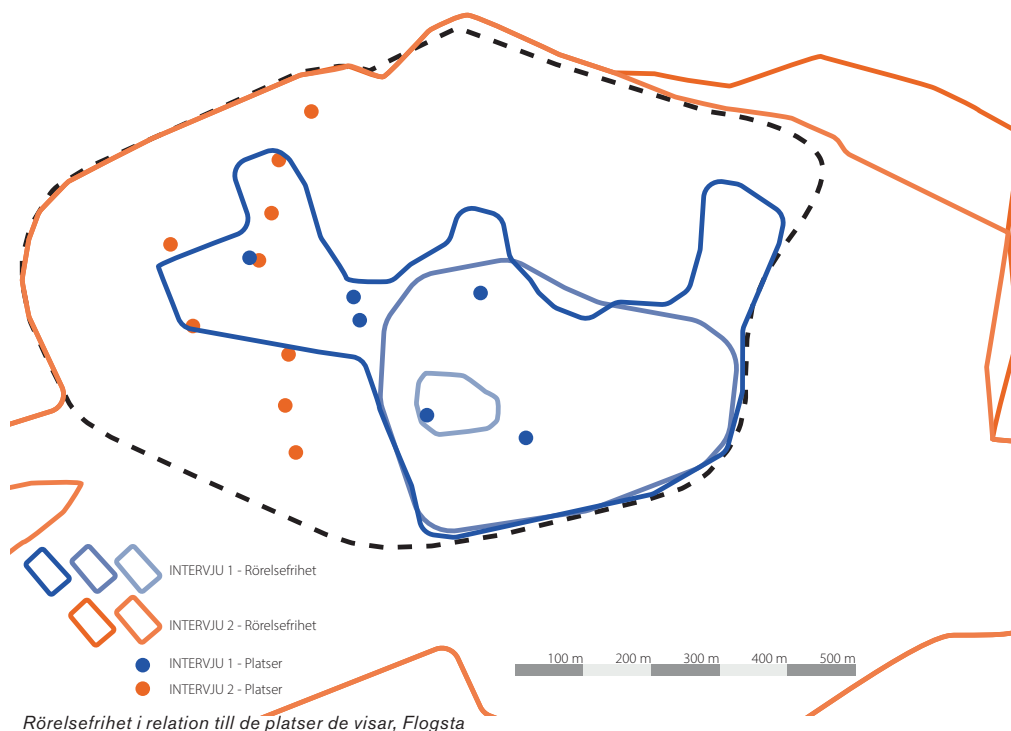 INTERVJU 1 - Rörelsefrihet
INTERVJU 2 - Rörelsefrihet
INTERVJU 1 - Platser
INTERVJU 2 - Platser
100 m 200 m 300 m 400 m 500 m
Rörelsefrihet i relation till de platser de visar, Flogsta